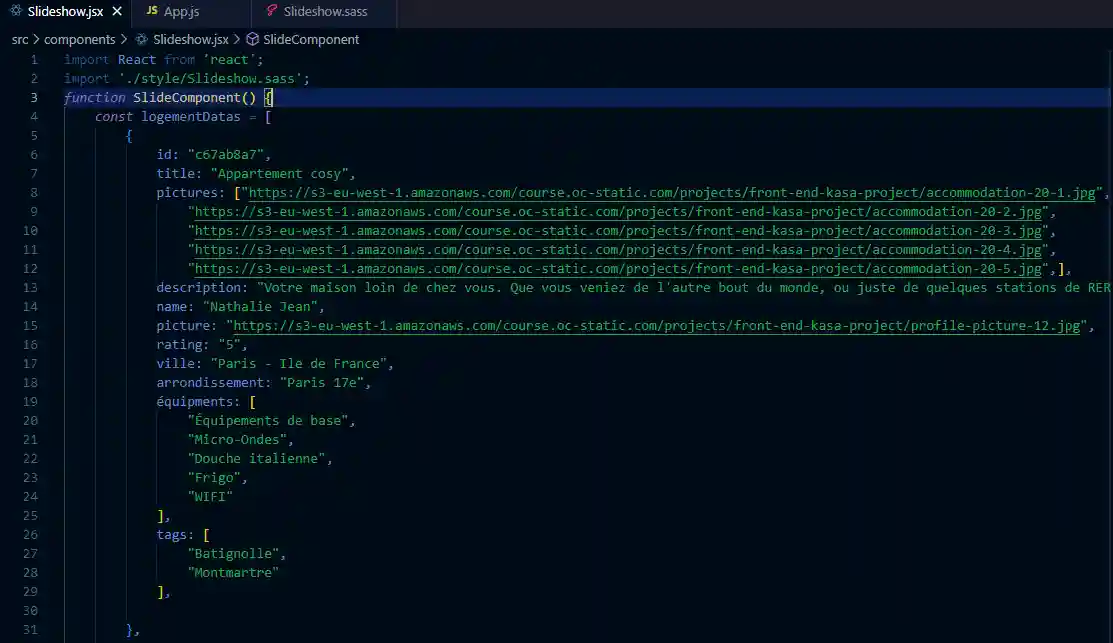 Slideshow.jsx JS App.js Slideshow.sass
src > components > Slideshow.jsx > SlideComponent
1 import React from 'react';
2 import './style/Slideshow.sass';
3 function SlideComponent() {
4 const logementDatas = [
5 {
6 id: "c67ab8a7",
7 title: "Appartement cosy",
8 pictures: ["https://s3-eu-west-1.amazonaws.com/course.oc-static.com/projects/front-end-kasa-project/accommodation-20-1.jpg",
9 "https://s3-eu-west-1.amazonaws.com/course.oc-static.com/projects/front-end-kasa-project/accommodation-20-2.jpg",
10 "https://s3-eu-west-1.amazonaws.com/course.oc-static.com/projects/front-end-kasa-project/accommodation-20-3.jpg",
11 "https://s3-eu-west-1.amazonaws.com/course.oc-static.com/projects/front-end-kasa-project/accommodation-20-4.jpg",
12 "https://s3-eu-west-1.amazonaws.com/course.oc-static.com/projects/front-end-kasa-project/accommodation-20-5.jpg",],
13 description: "Votre maison loin de chez vous. Que vous veniez de l'autre bout du monde, ou juste de quelques stations de RER
14 name: "Nathalie Jean",
15 picture: "https://s3-eu-west-1.amazonaws.com/course.oc-static.com/projects/front-end-kasa-project/profile-picture-12.jpg",
16 rating: "5",
17 ville: "Paris - Ile de France",
18 arrondissement: "Paris 17e",
19 équipments: [
20 "Équipements de base",
21 "Micro-Ondes",
22 "Douche italienne",
23 "Frigo",
24 "WIFI"
25 ],
26 tags: [
27 "Batignolle",
28 "Montmartre"
29 ],
30
31 },